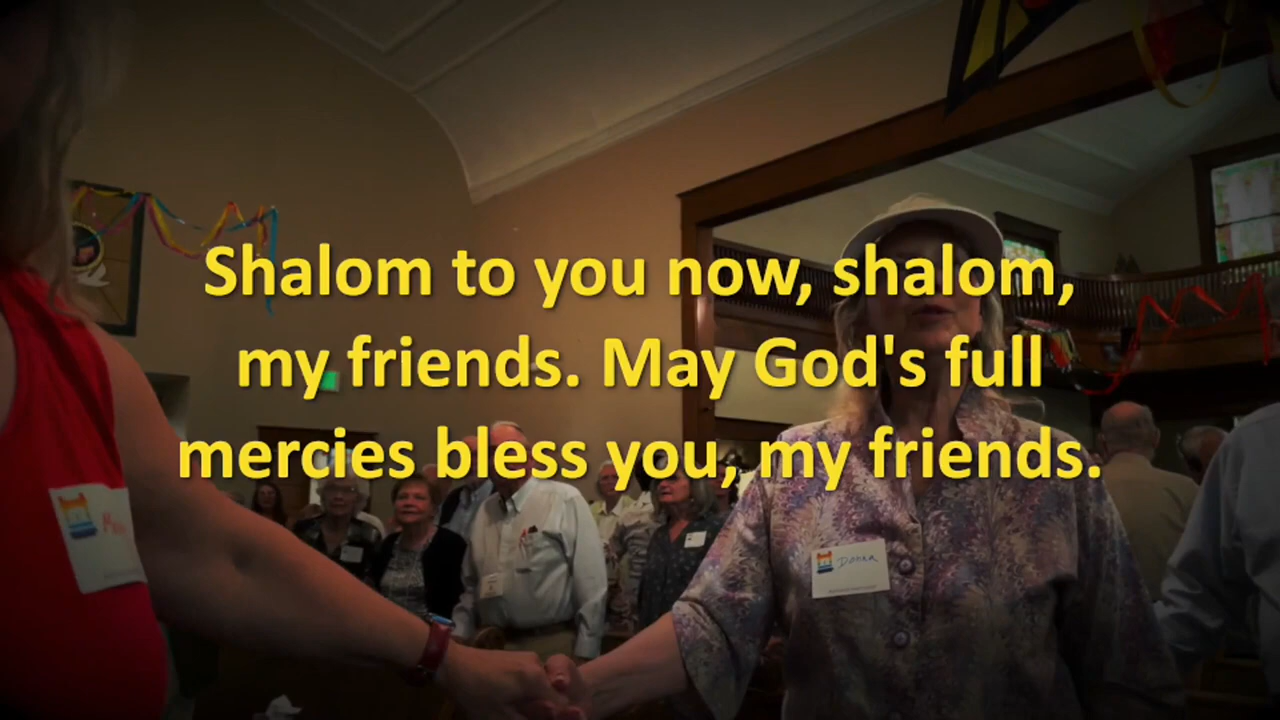 Shalom to you now, shalom,
my friends. May God's full
mercies bless you, my friends.
Donna